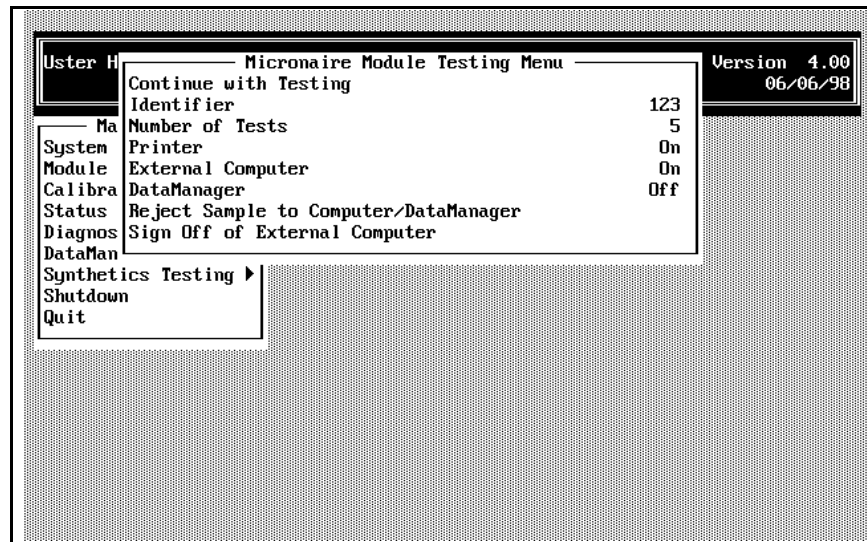 Uster H
Version 4.00
06/06/98
Micronaire Module Testing Menu
Continue with Testing
Identifier 123
Number of Tests 5
Printer On
External Computer On
DataManager Off
Reject Sample to Computer/DataManager
Sign Off of External Computer
Ma
System
Module
Calibra
Status
Diagnos
DataMan
Synthetics Testing
Shutdown
Quit